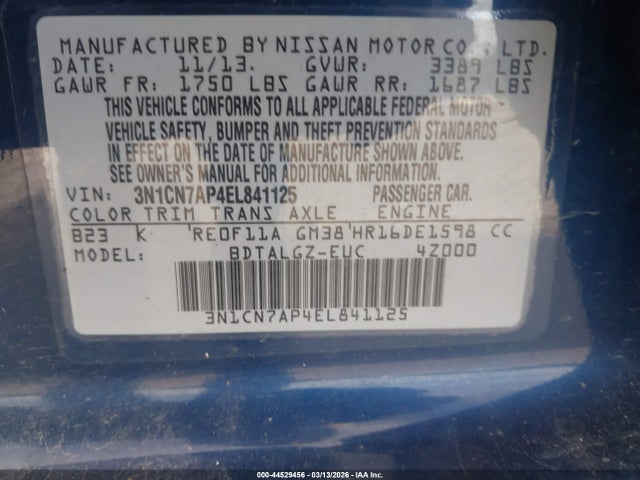 MANUFACTURED BY NISSAN MOTOR CO., LTD.
DATE: 11/13. GVWR: 3389 LBS
GAWR FR: 1750 LBS GAWR RR: 1687 LBS
THIS VEHICLE CONFORMS TO ALL APPLICABLE FEDERAL MOTOR
VEHICLE SAFETY, BUMPER AND THEFT PREVENTION STANDARDS
IN EFFECT ON THE DATE OF MANUFACTURE SHOWN ABOVE.
SEE OWNER'S MANUAL FOR ADDITIONAL INFORMATION.
VIN: 3N1CN7AP4EL841125 PASSENGER CAR.
COLOR TRIM TRANS AXLE ENGINE
B23 K RE0F11A GM38 HR16DE1598 CC
MODEL: BDTALGZ-EUC 4Z000
3N1CN7AP4EL841125
000-44529456 - 03/13/2026 - IAA Inc.